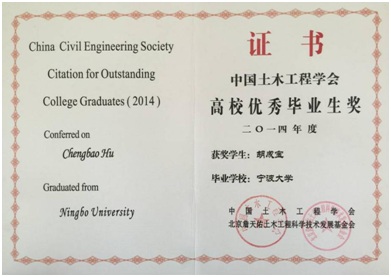 China Civil Engineering Society
Citation for Outstanding
College Graduates ( 2014 )
Conferred on
Chengbao Hu
Graduated from
Ningbo University
证书
中国土木工程学会
高校优秀毕业生奖
二〇一四年度
获奖学生：胡成宝
毕业学校：宁波大学
中国土木工程学会
北京詹天佑土木工程科学技术发展基金会